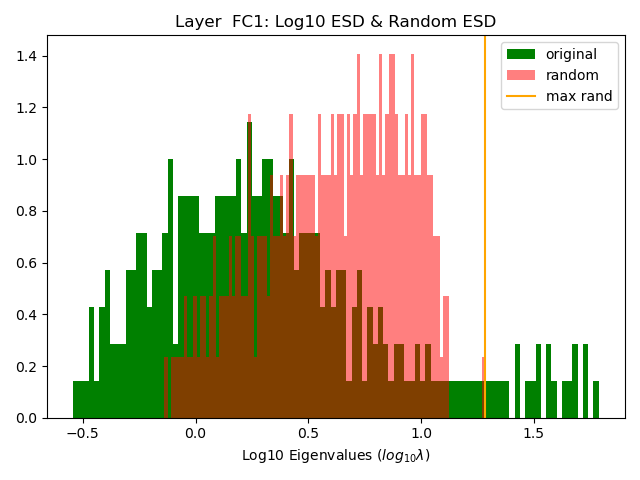 Layer  FC1: Log10 ESD & Random ESD
original
random
max rand
1.4
1.2
1.0
0.8
0.6
0.4
0.2
0.0
−0.5 0.0 0.5 1.0 1.5
Log10 Eigenvalues (log₁₀λ)